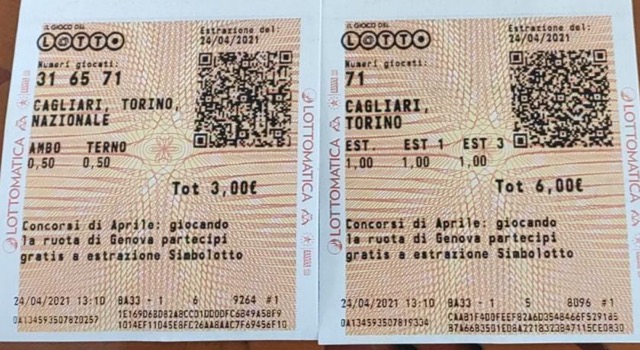 IL GIOCO DEL
LOTTO
Estrazione del:
24/04/2021
Numeri giocati:
31 65 71
CAGLIARI, TORINO,
NAZIONALE
AMBO TERNO
0,50 0,50
Tot 3,00€
Concorsi di Aprile: giocando
la ruota di Genova partecipi
gratis a estrazione Simbolotto
24/04/2021 13:10 BA33 - 1 6 9264 #1
0A134593507820257
LOTTOMATICA
IL GIOCO DEL
LOTTO
Estrazione del:
24/04/2021
Numeri giocati:
71
CAGLIARI,
TORINO
EST. EST 1 EST 3
1,00 1,00 1,00
Tot 6,00€
Concorsi di Aprile: giocando
la ruota di Genova partecipi
gratis a estrazione Simbolotto
24/04/2021 13:10 BA33 - 1 5 8096 #1
0A134593507819334
LOTTOMATICA
LOTTOMATICA